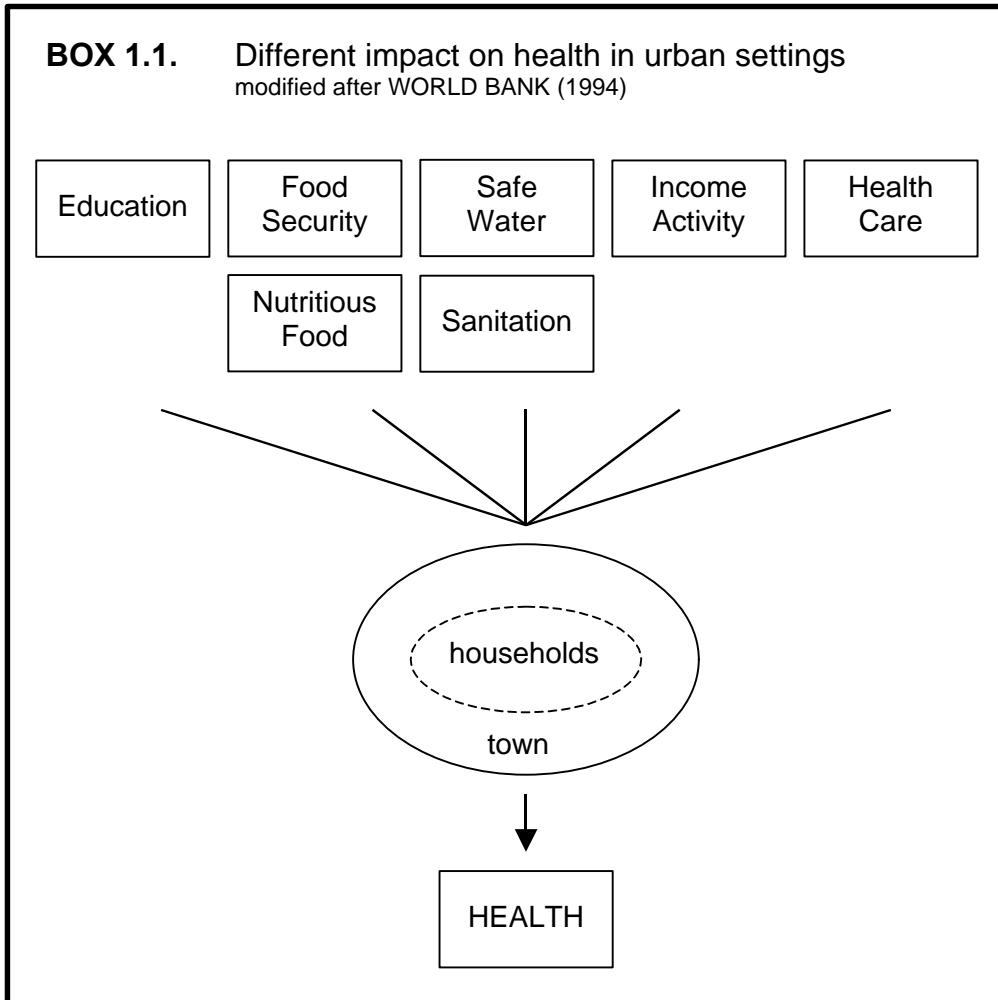 BOX 1.1. Different impact on health in urban settings
modified after WORLD BANK (1994)
Education
Food
Security
Safe
Water
Income
Activity
Health
Care
Nutritious
Food
Sanitation
households
town
HEALTH